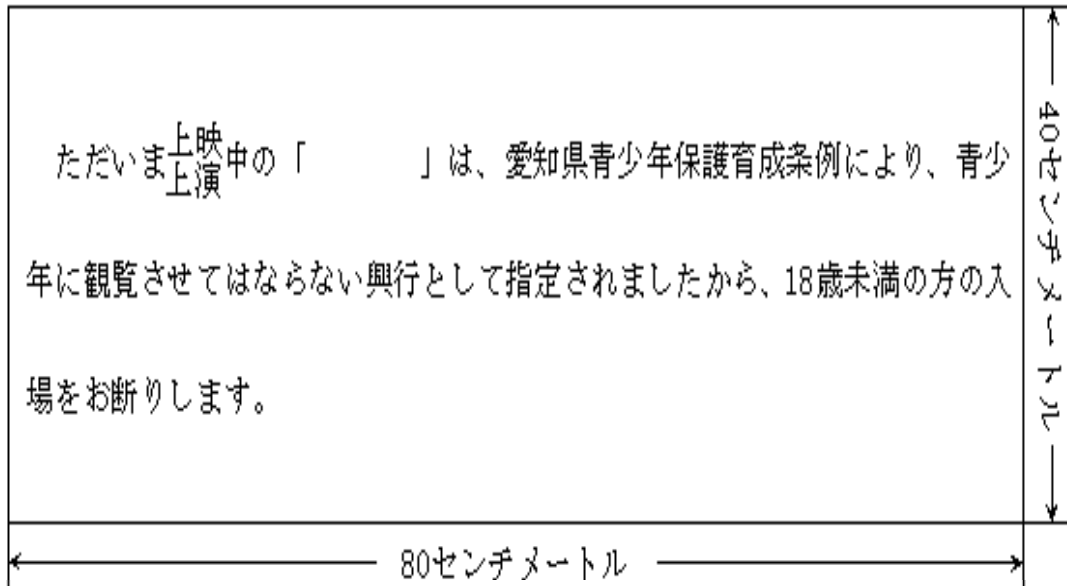 ただいま上映上演中の「　　　　」は、愛知県青少年保護育成条例により、青少
年に観覧させてはならない興行として指定されましたから、18歳未満の方の入
場をお断りします。
40センチメートル
80センチメートル